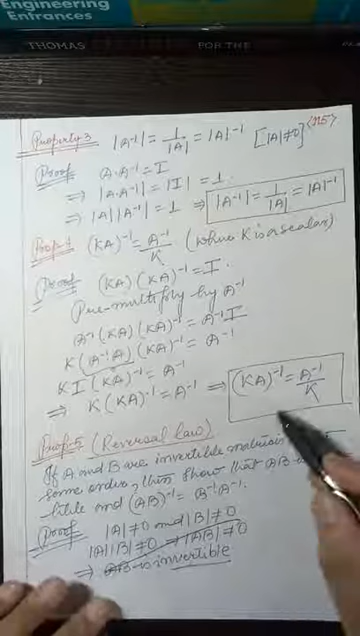 Engineering
Entrances
THOMAS FOR THE
Property 3 |A⁻¹| = 1/|A| = |A|⁻¹ [|A|≠0] <115>
Proof A·A⁻¹ = I
⇒ |A·A⁻¹| = |I| = 1
⇒ |A||A⁻¹| = 1 ⇒ |A⁻¹| = 1/|A| = |A|⁻¹
Prop-4 (KA)⁻¹ = A⁻¹/K (where K is a scalar)
Proof (KA)(KA)⁻¹ = I.
Pre-multiply by A⁻¹
A⁻¹(KA)(KA)⁻¹ = A⁻¹I
K(A⁻¹A)(KA)⁻¹ = A⁻¹
KI(KA)⁻¹ = A⁻¹
⇒ K(KA)⁻¹ = A⁻¹ ⇒ (KA)⁻¹ = A⁻¹/K
Prop-5 (Reversal law)
If A and B are invertible matrices
same order, then show that AB
tible and (AB)⁻¹ = B⁻¹A⁻¹.
Proof |A|≠0 and |B|≠0
|A||B|≠0 ⇒ |AB|≠0
⇒ AB is invertible